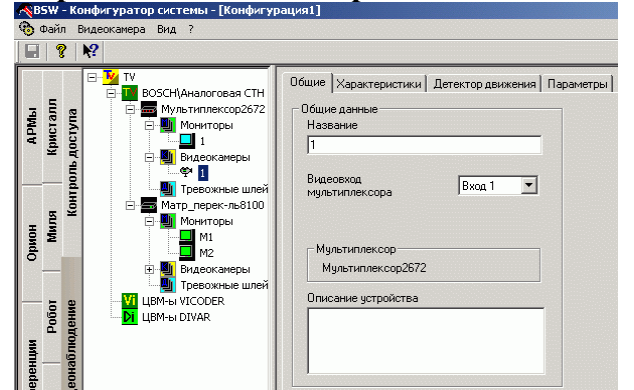 BSW - Конфигуратор системы - [Конфигурация1]
Файл Видеокамера Вид ?
АРМы
Кристалл
Контроль доступа
Орион
Миля
Робот
TV
BOSCH\Аналоговая СТН
Мультиплексор2672
Мониторы
1
Видеокамеры
1
Тревожные шлей
Матр_перек-ль8100
Мониторы
M1
M2
Видеокамеры
Тревожные шлей
ЦВМ-ы VICODER
ЦВМ-ы DIVAR
Общие Характеристики Детектор движения Параметры
Общие данные
Название
1
Видеовход
мультиплексора
Вход 1
Мультиплексор
Мультиплексор2672
Описание устройства